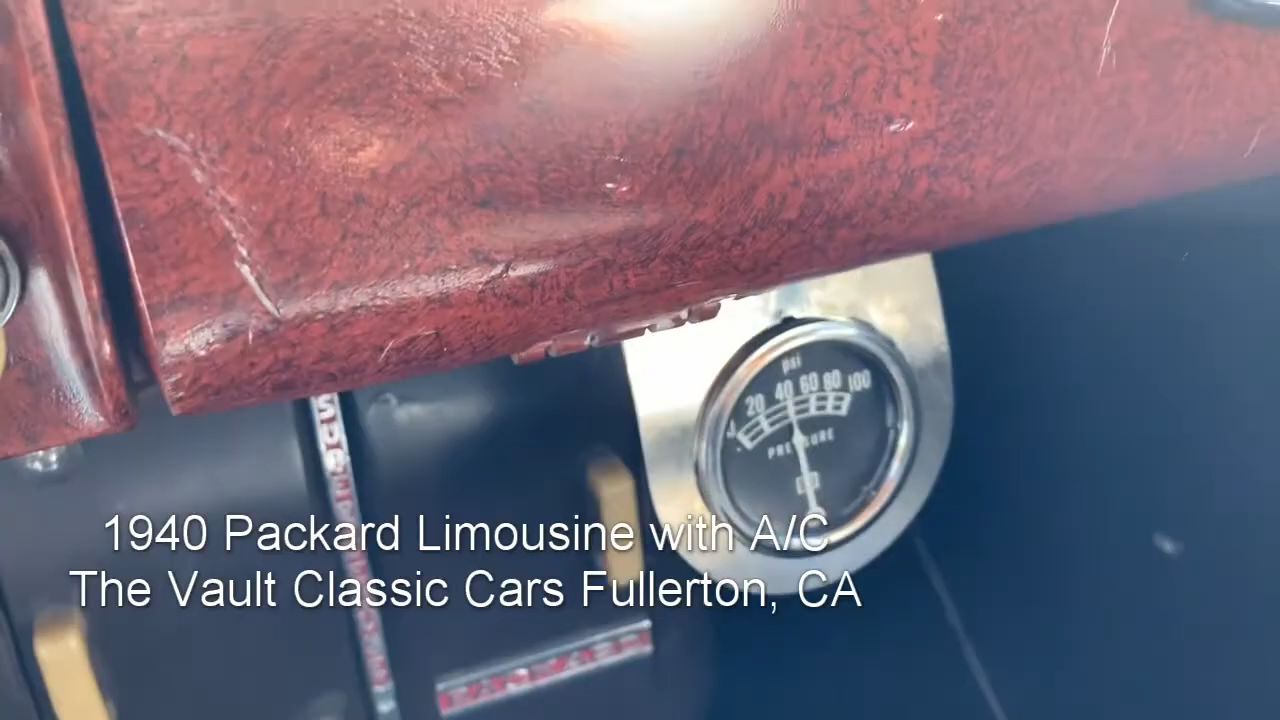 psi
20 40 60 80 100
PRESSURE
1940 Packard Limousine with A/C
The Vault Classic Cars Fullerton, CA